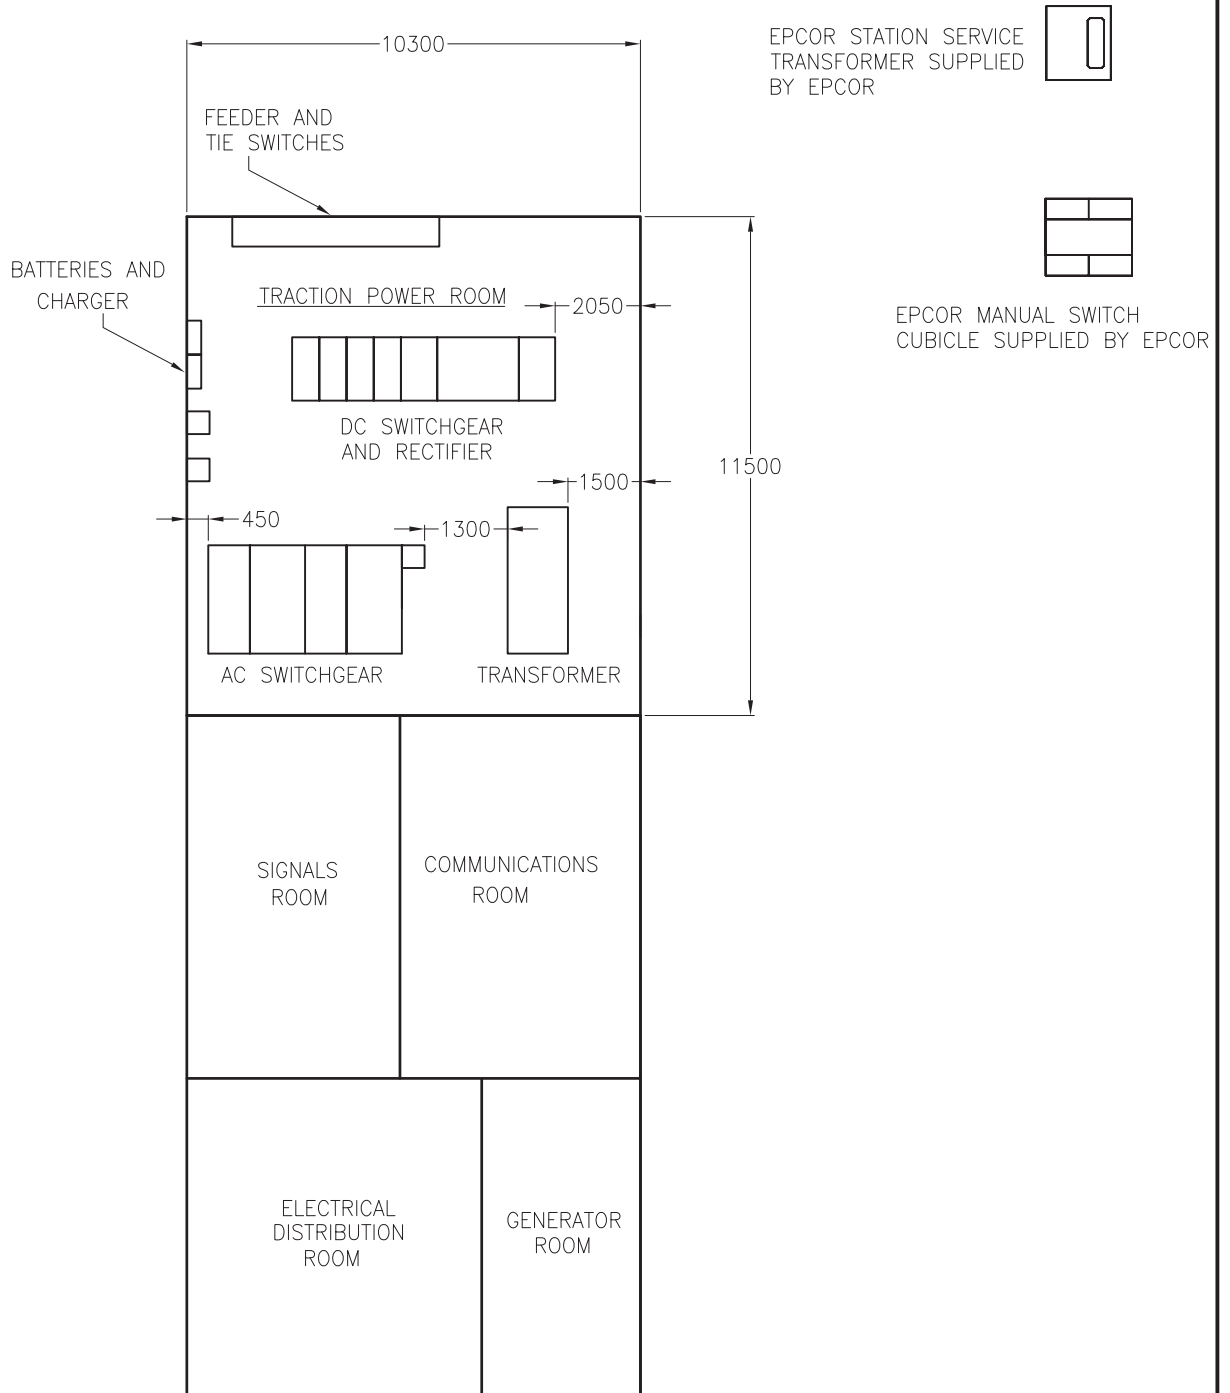 10300
EPCOR STATION SERVICE
TRANSFORMER SUPPLIED
BY EPCOR
FEEDER AND
TIE SWITCHES
BATTERIES AND
CHARGER
TRACTION POWER ROOM
2050
EPCOR MANUAL SWITCH
CUBICLE SUPPLIED BY EPCOR
DC SWITCHGEAR
AND RECTIFIER
11500
1500
450
1300
AC SWITCHGEAR
TRANSFORMER
SIGNALS
ROOM
COMMUNICATIONS
ROOM
ELECTRICAL
DISTRIBUTION
ROOM
GENERATOR
ROOM